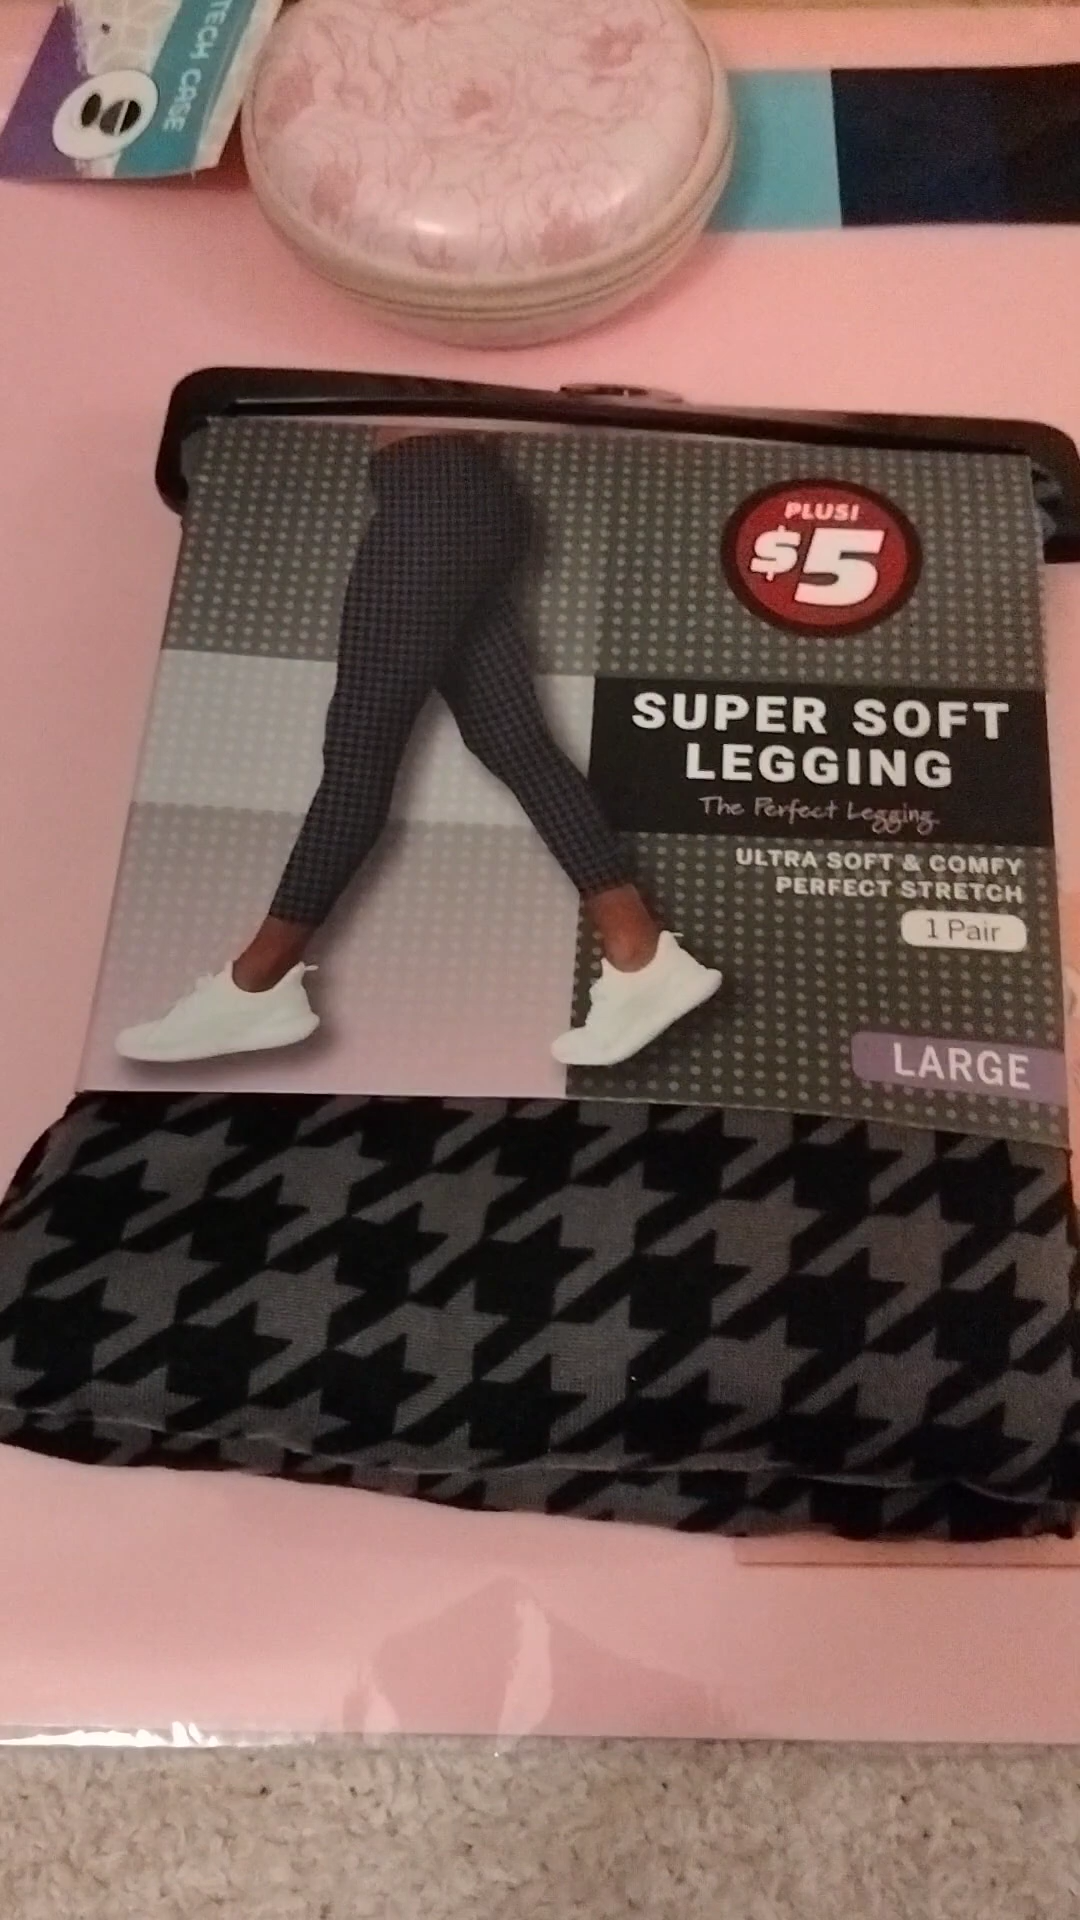 TECH CASE
PLUS!
$5
SUPER SOFT
LEGGING
The Perfect Legging
ULTRA SOFT & COMFY
PERFECT STRETCH
1 Pair
LARGE